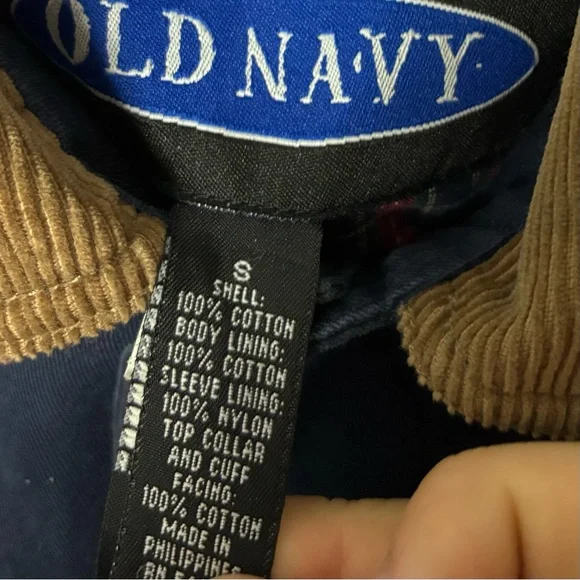 OLD NAVY
S
SHELL:
100% COTTON
BODY LINING:
100% COTTON
SLEEVE LINING:
100% NYLON
TOP COLLAR
AND CUFF
FACING:
100% COTTON
MADE IN
PHILIPPINES